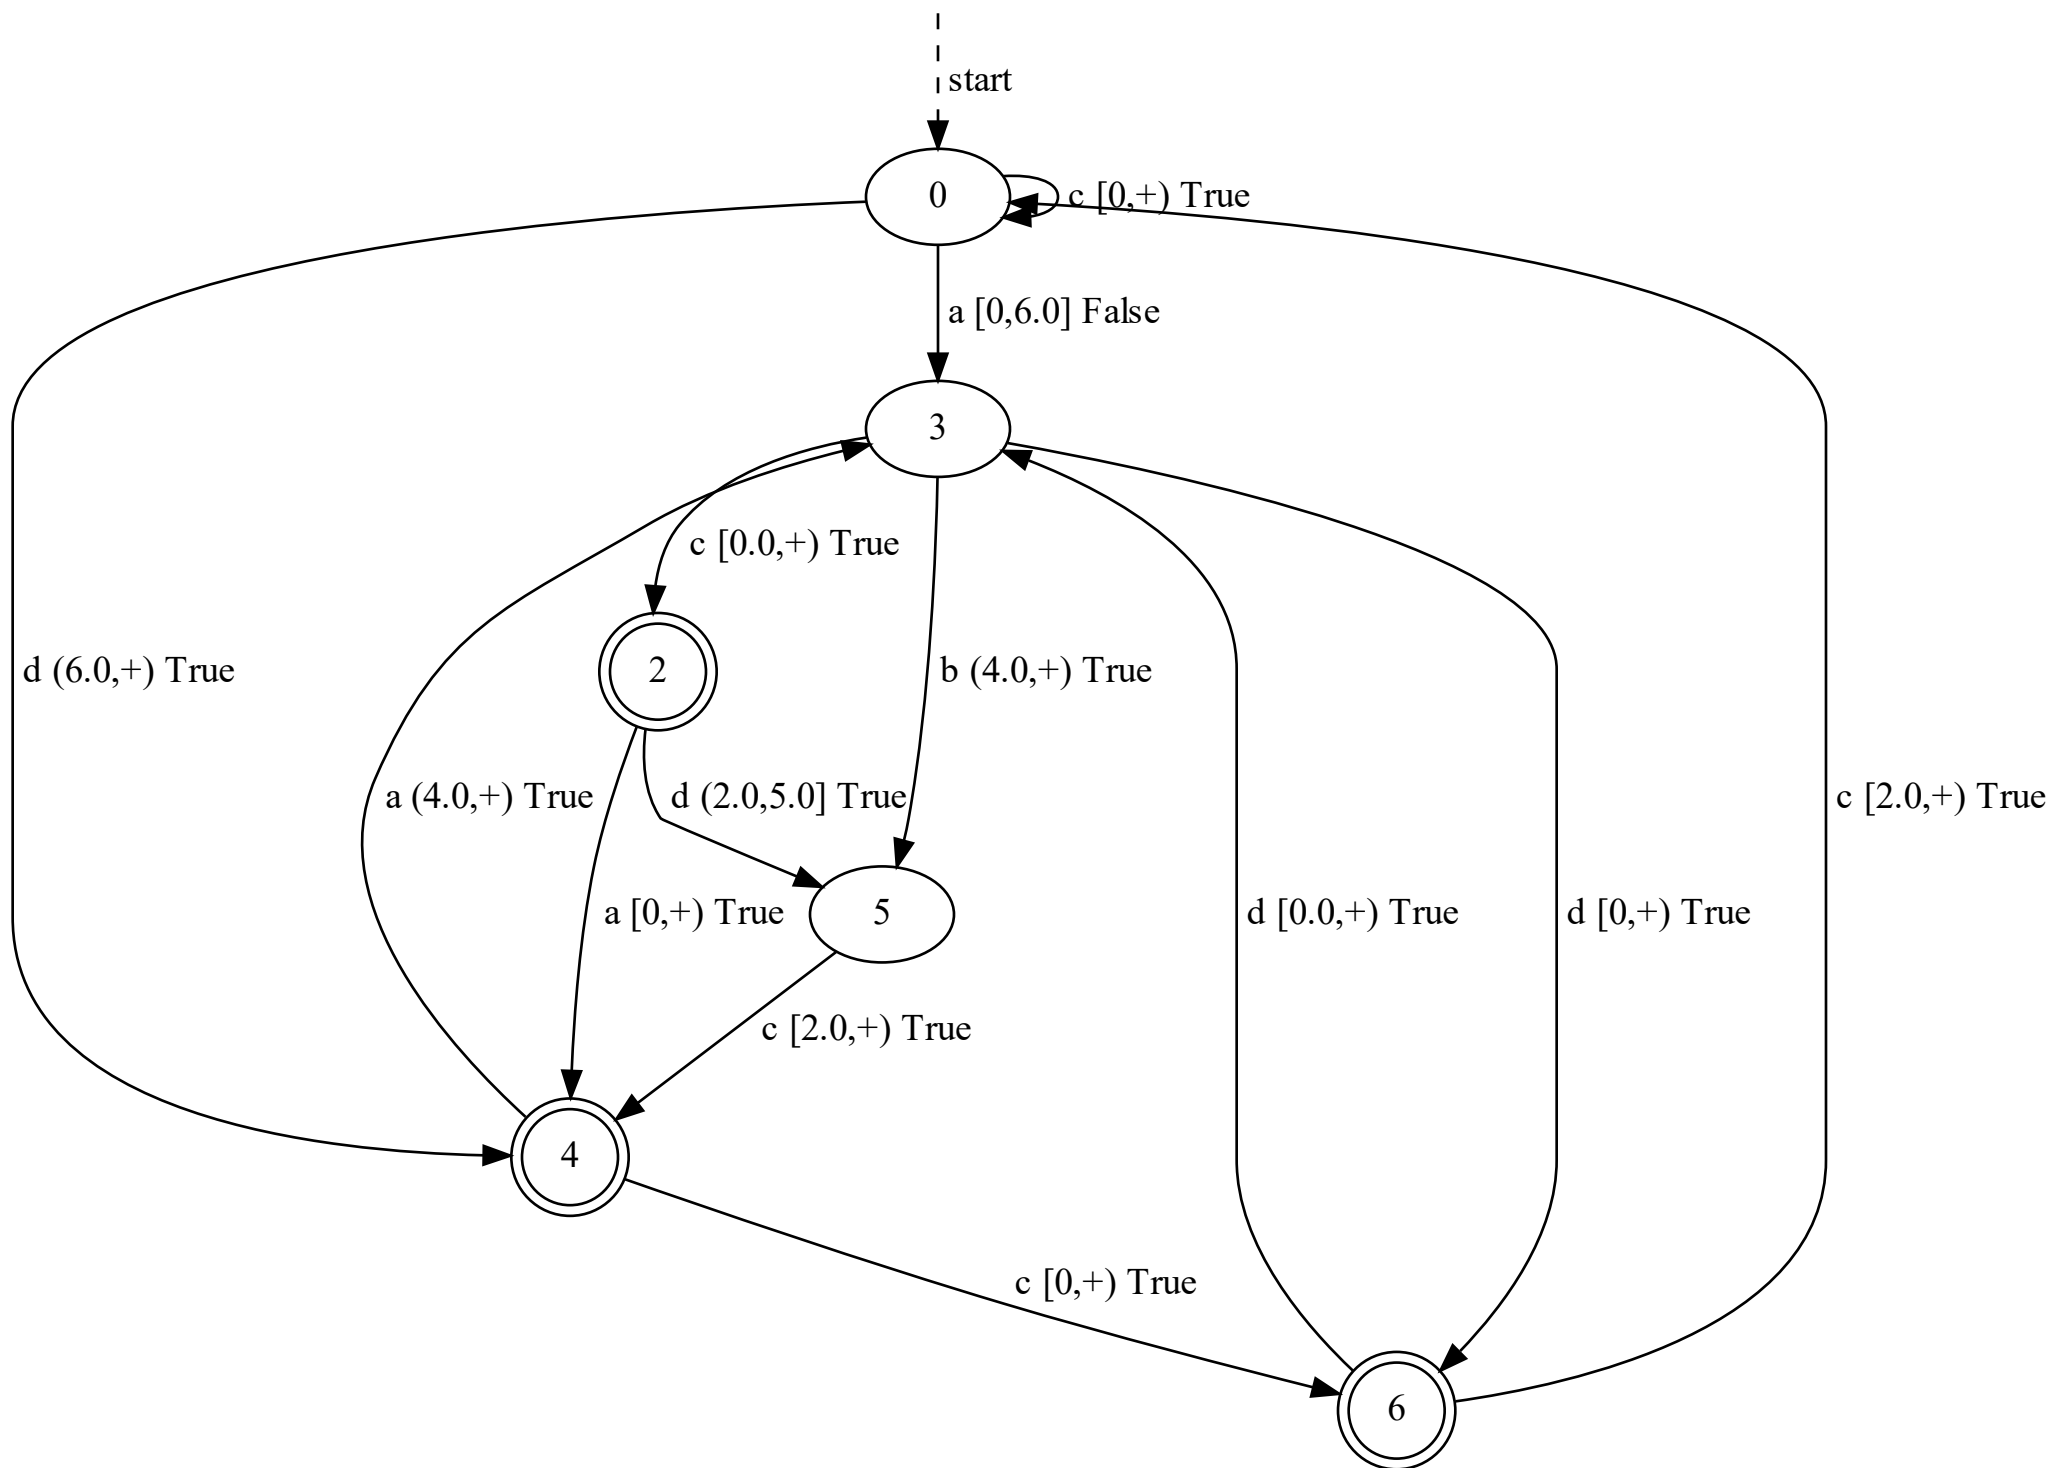 start
0
c [0,+) True
a [0,6.0] False
3
c [0.0,+) True
d (6.0,+) True
2
b (4.0,+) True
a (4.0,+) True
d (2.0,5.0] True
c [2.0,+) True
a [0,+) True
5
d [0.0,+) True
d [0,+) True
c [2.0,+) True
4
c [0,+) True
6